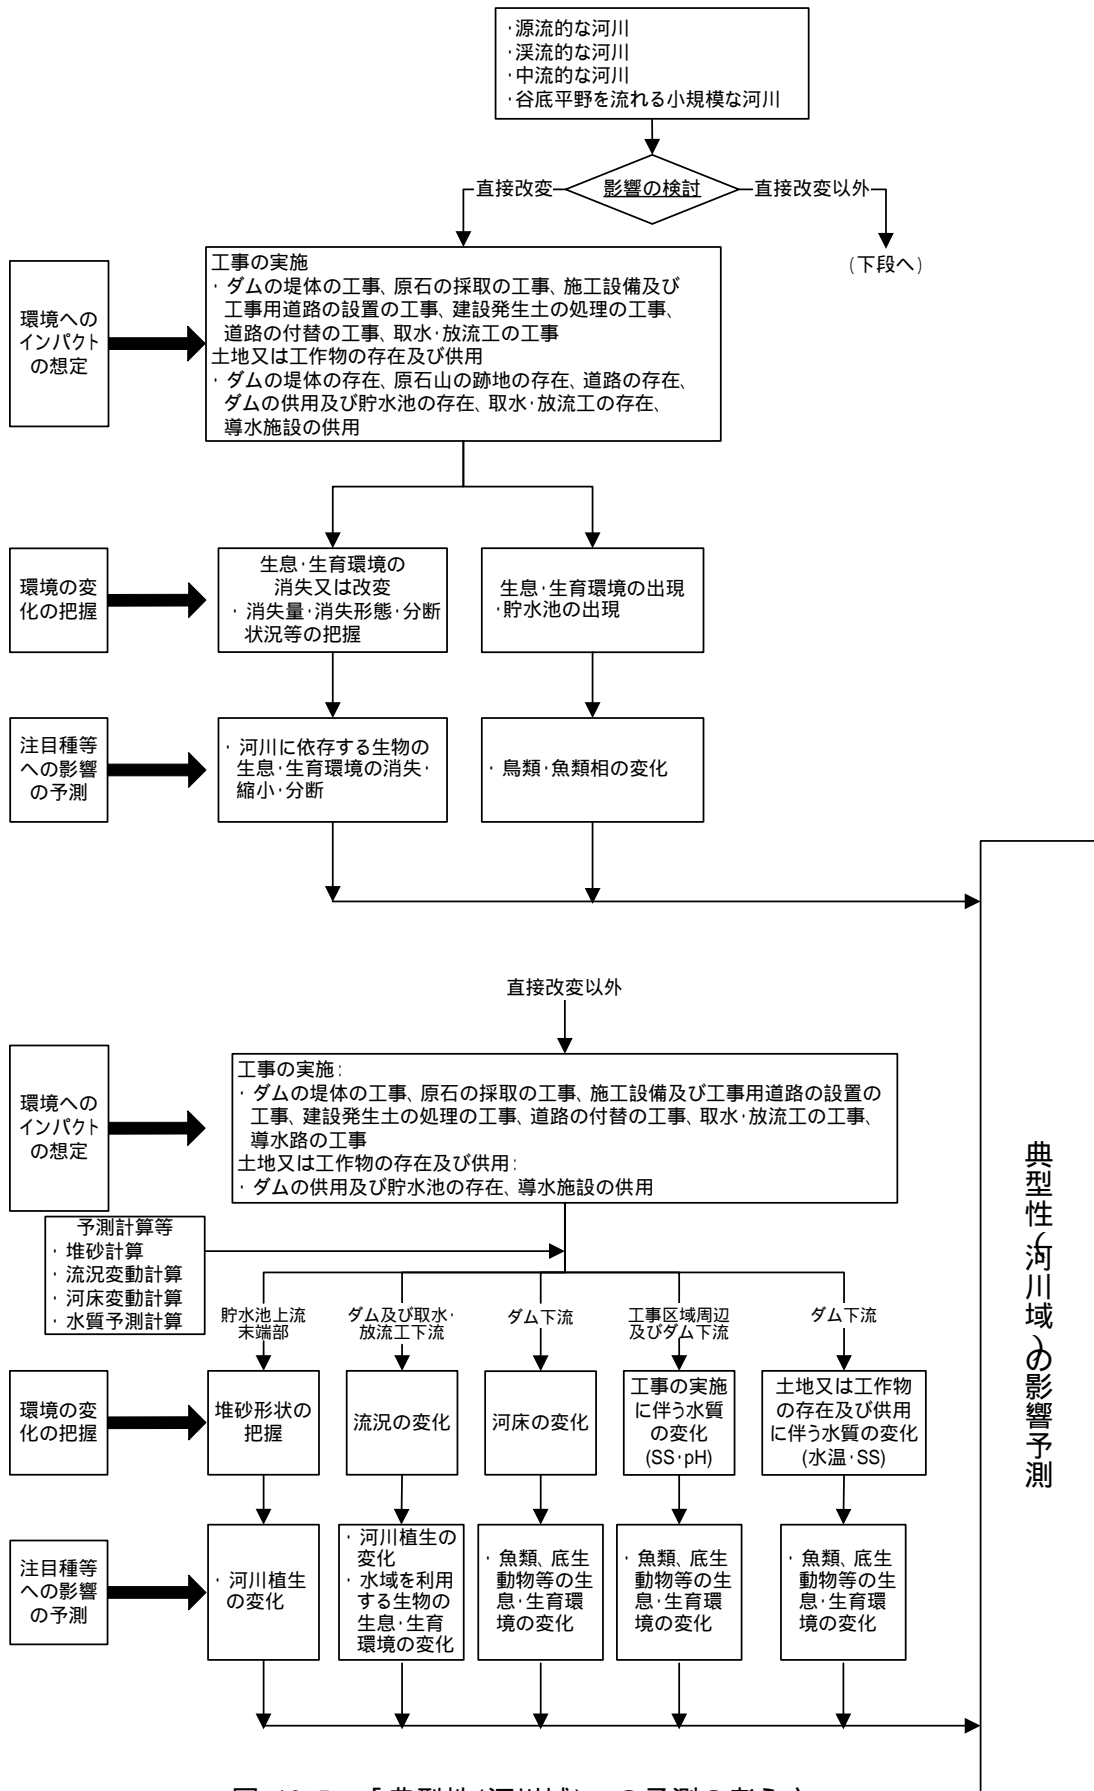 ・源流的な河川
・渓流的な河川
・中流的な河川
・谷底平野を流れる小規模な河川
影響の検討
直接改変
直接改変以外
(下段へ)
環境への
インパクト
の想定
工事の実施
・ダムの堤体の工事、原石の採取の工事、施工設備及び
工事用道路の設置の工事、建設発生土の処理の工事、
道路の付替の工事、取水・放流工の工事
土地又は工作物の存在及び供用
・ダムの堤体の存在、原石山の跡地の存在、道路の存在、
ダムの供用及び貯水池の存在、取水・放流工の存在、
導水施設の供用
環境の変
化の把握
生息・生育環境の
消失又は改変
・消失量・消失形態・分断
状況等の把握
生息・生育環境の出現
・貯水池の出現
注目種等
への影響
の予測
・河川に依存する生物の
生息・生育環境の消失・
縮小・分断
・鳥類・魚類相の変化
直接改変以外
環境への
インパクト
の想定
工事の実施:
・ダムの堤体の工事、原石の採取の工事、施工設備及び工事用道路の設置の
工事、建設発生土の処理の工事、道路の付替の工事、取水・放流工の工事、
導水路の工事
土地又は工作物の存在及び供用:
・ダムの供用及び貯水池の存在、導水施設の供用
予測計算等
・堆砂計算
・流況変動計算
・河床変動計算
・水質予測計算
貯水池上流
末端部
ダム及び取水・
放流工下流
ダム下流
工事区域周辺
及びダム下流
ダム下流
環境の変
化の把握
堆砂形状の
把握
流況の変化
河床の変化
工事の実施
に伴う水質
の変化
(SS・pH)
土地又は工作物
の存在及び供用
に伴う水質の変化
(水温・SS)
注目種等
への影響
の予測
・河川植生
の変化
・河川植生の
変化
・水域を利用
する生物の
生息・生育
環境の変化
・魚類、底生
動物等の生
息・生育環
境の変化
・魚類、底生
動物等の生
息・生育環
境の変化
・魚類、底生
動物等の生
息・生育環
境の変化
典型性(河川域)の影響予測